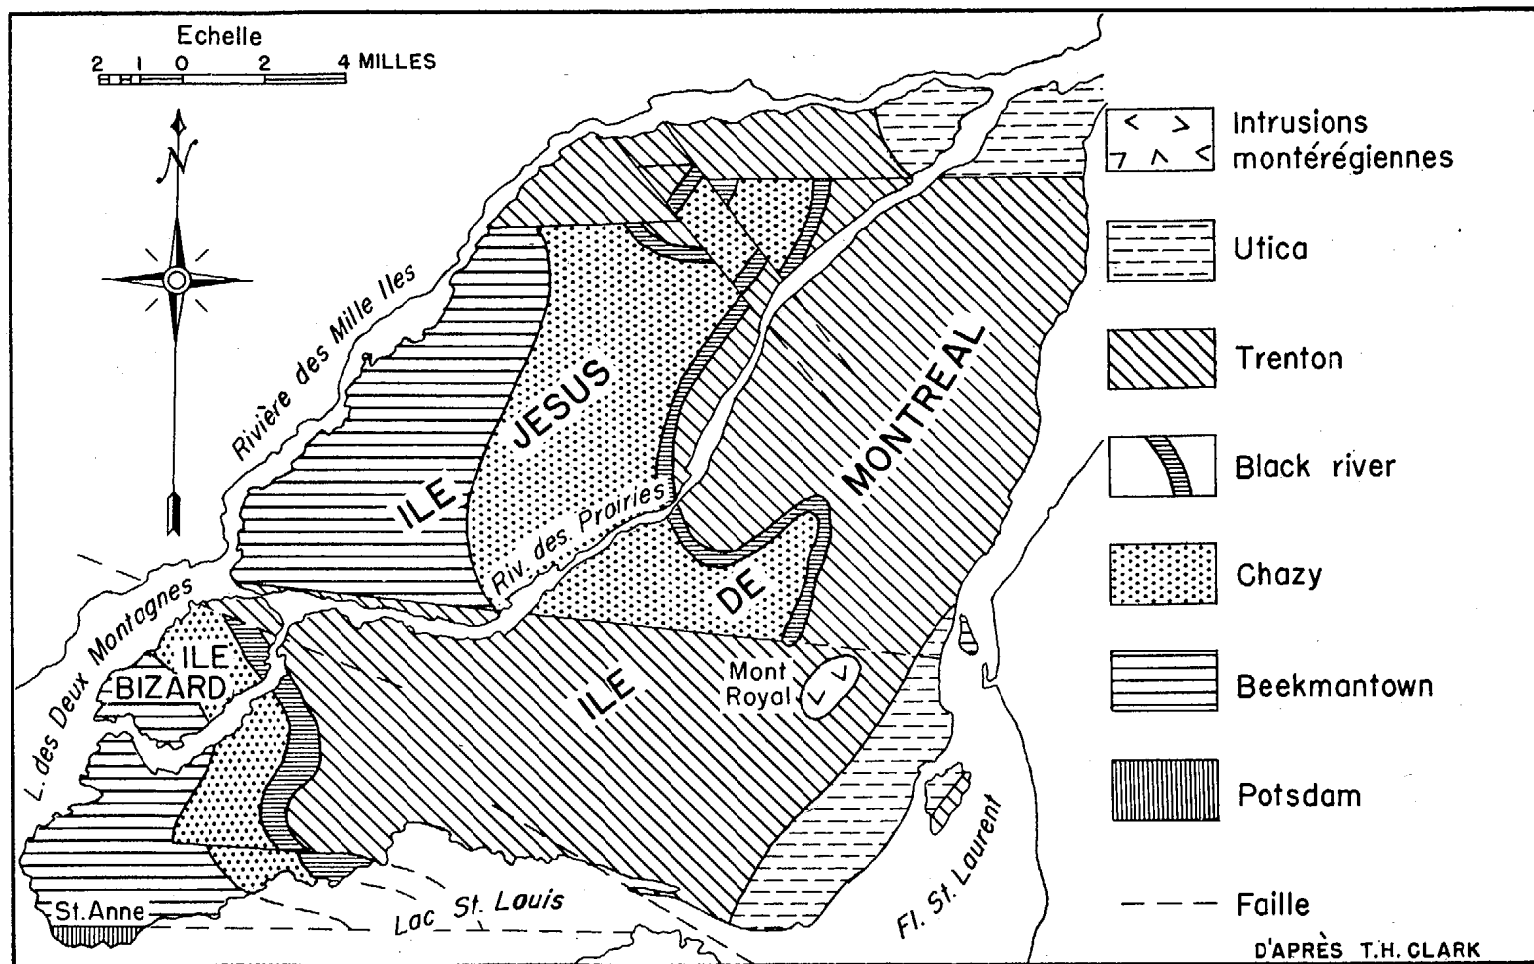 Echelle
2 1 0 2 4 MILLES
N
Rivière des Mille Iles
ILE JESUS
Riv. des Prairies
ILE DE MONTREAL
L. des Deux Montagnes
ILE
BIZARD
Mont
Royal
St. Anne
Lac St. Louis
Fl. St. Laurent
Intrusions
montérégiennes
Utica
Trenton
Black river
Chazy
Beekmantown
Potsdam
Faille
D'APRÈS T.H. CLARK